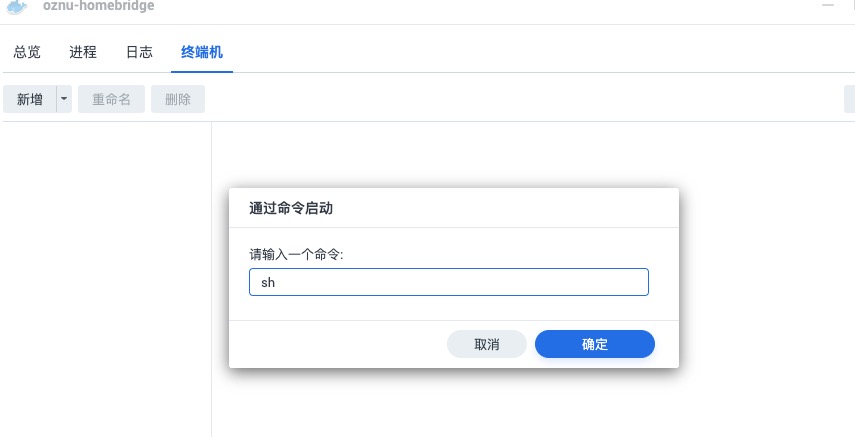 oznu-homebridge
总览 进程 日志 终端机
新增 重命名 删除
通过命令启动
请输入一个命令:
sh
取消 确定